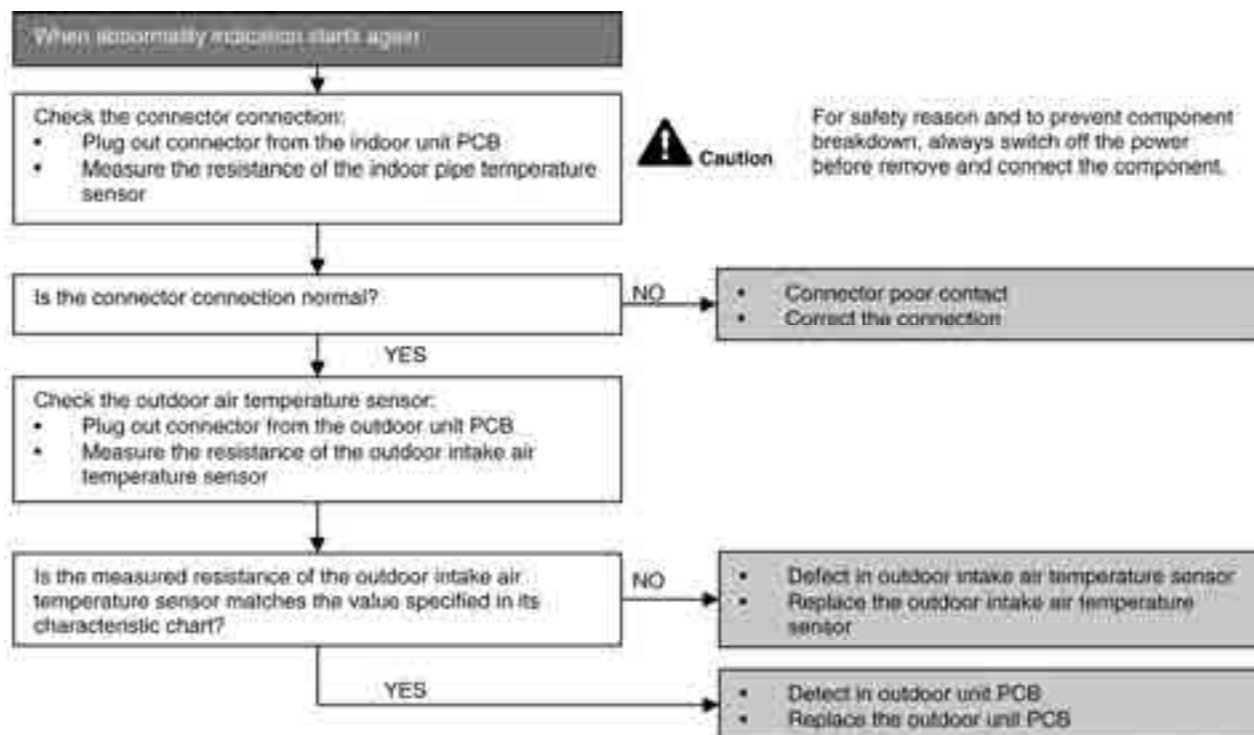 When abnormality indication starts again
Check the connector connection:
• Plug out connector from the indoor unit PCB
• Measure the resistance of the indoor pipe temperature
sensor
Caution
For safety reason and to prevent component
breakdown, always switch off the power
before remove and connect the component.
Is the connector connection normal?
NO
• Connector poor contact
• Correct the connection
YES
Check the outdoor air temperature sensor:
• Plug out connector from the outdoor unit PCB
• Measure the resistance of the outdoor intake air
temperature sensor
Is the measured resistance of the outdoor intake air
temperature sensor matches the value specified in its
characteristic chart?
NO
• Defect in outdoor intake air temperature sensor
• Replace the outdoor intake air temperature
sensor
YES
• Defect in outdoor unit PCB
• Replace the outdoor unit PCB